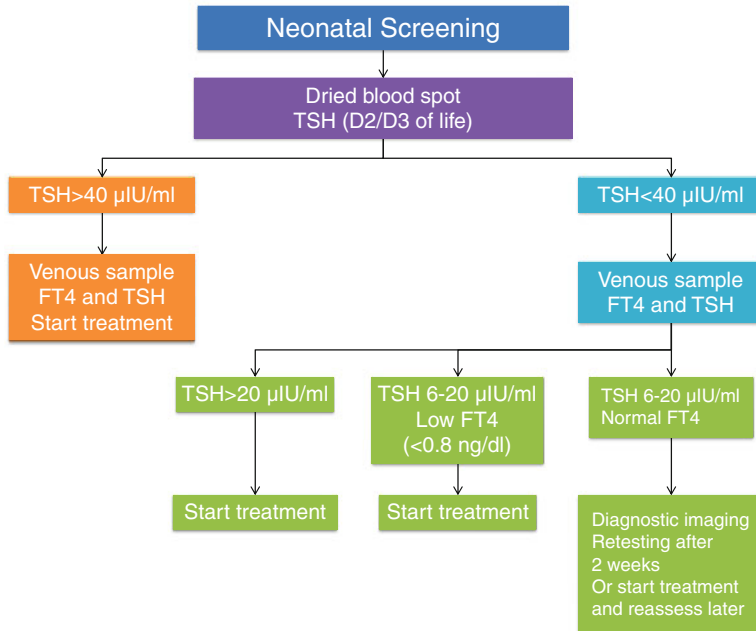 Neonatal Screening
Dried blood spot
TSH (D2/D3 of life)
TSH>40 µIU/ml
TSH<40 µIU/ml
Venous sample
FT4 and TSH
Start treatment
Venous sample
FT4 and TSH
TSH>20 µIU/ml
TSH 6-20 µIU/ml
Low FT4
(<0.8 ng/dl)
TSH 6-20 µIU/ml
Normal FT4
Start treatment
Start treatment
Diagnostic imaging
Retesting after
2 weeks
Or start treatment
and reassess later